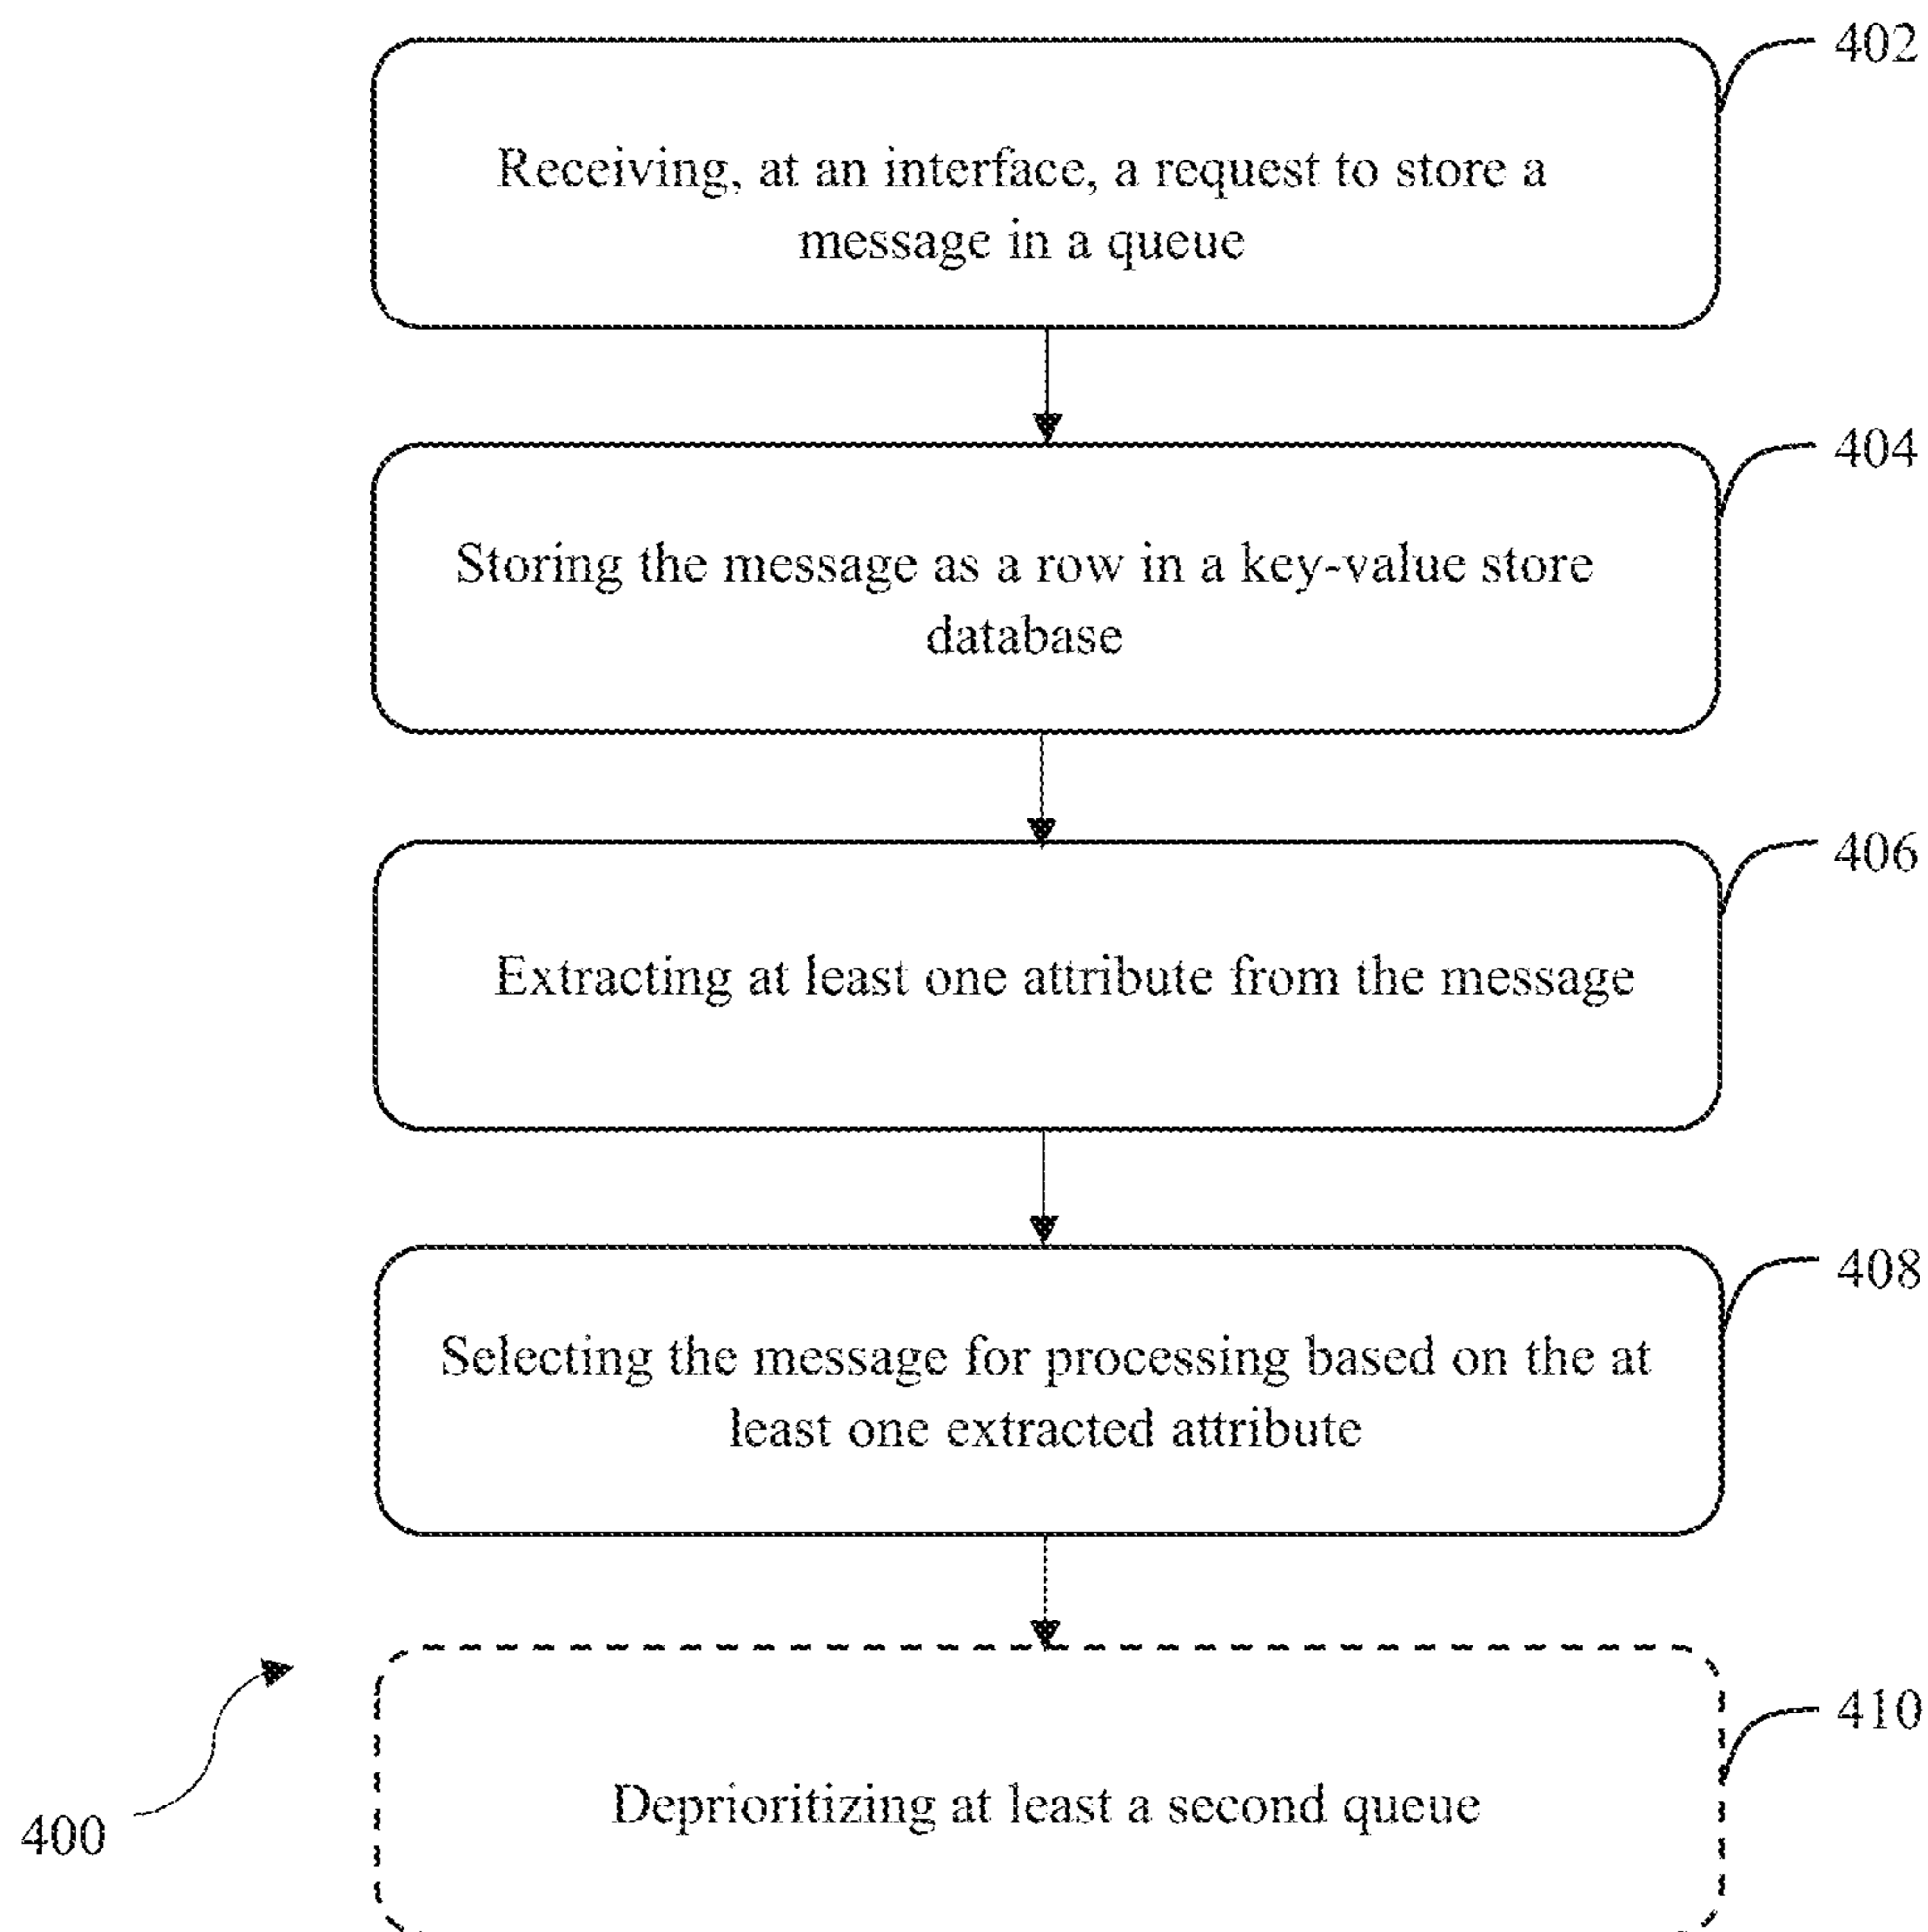 402
Receiving, at an interface, a request to store a
message in a queue
404
Storing the message as a row in a key-value store
database
406
Extracting at least one attribute from the message
408
Selecting the message for processing based on the at
least one extracted attribute
410
Deprioritizing at least a second queue
400